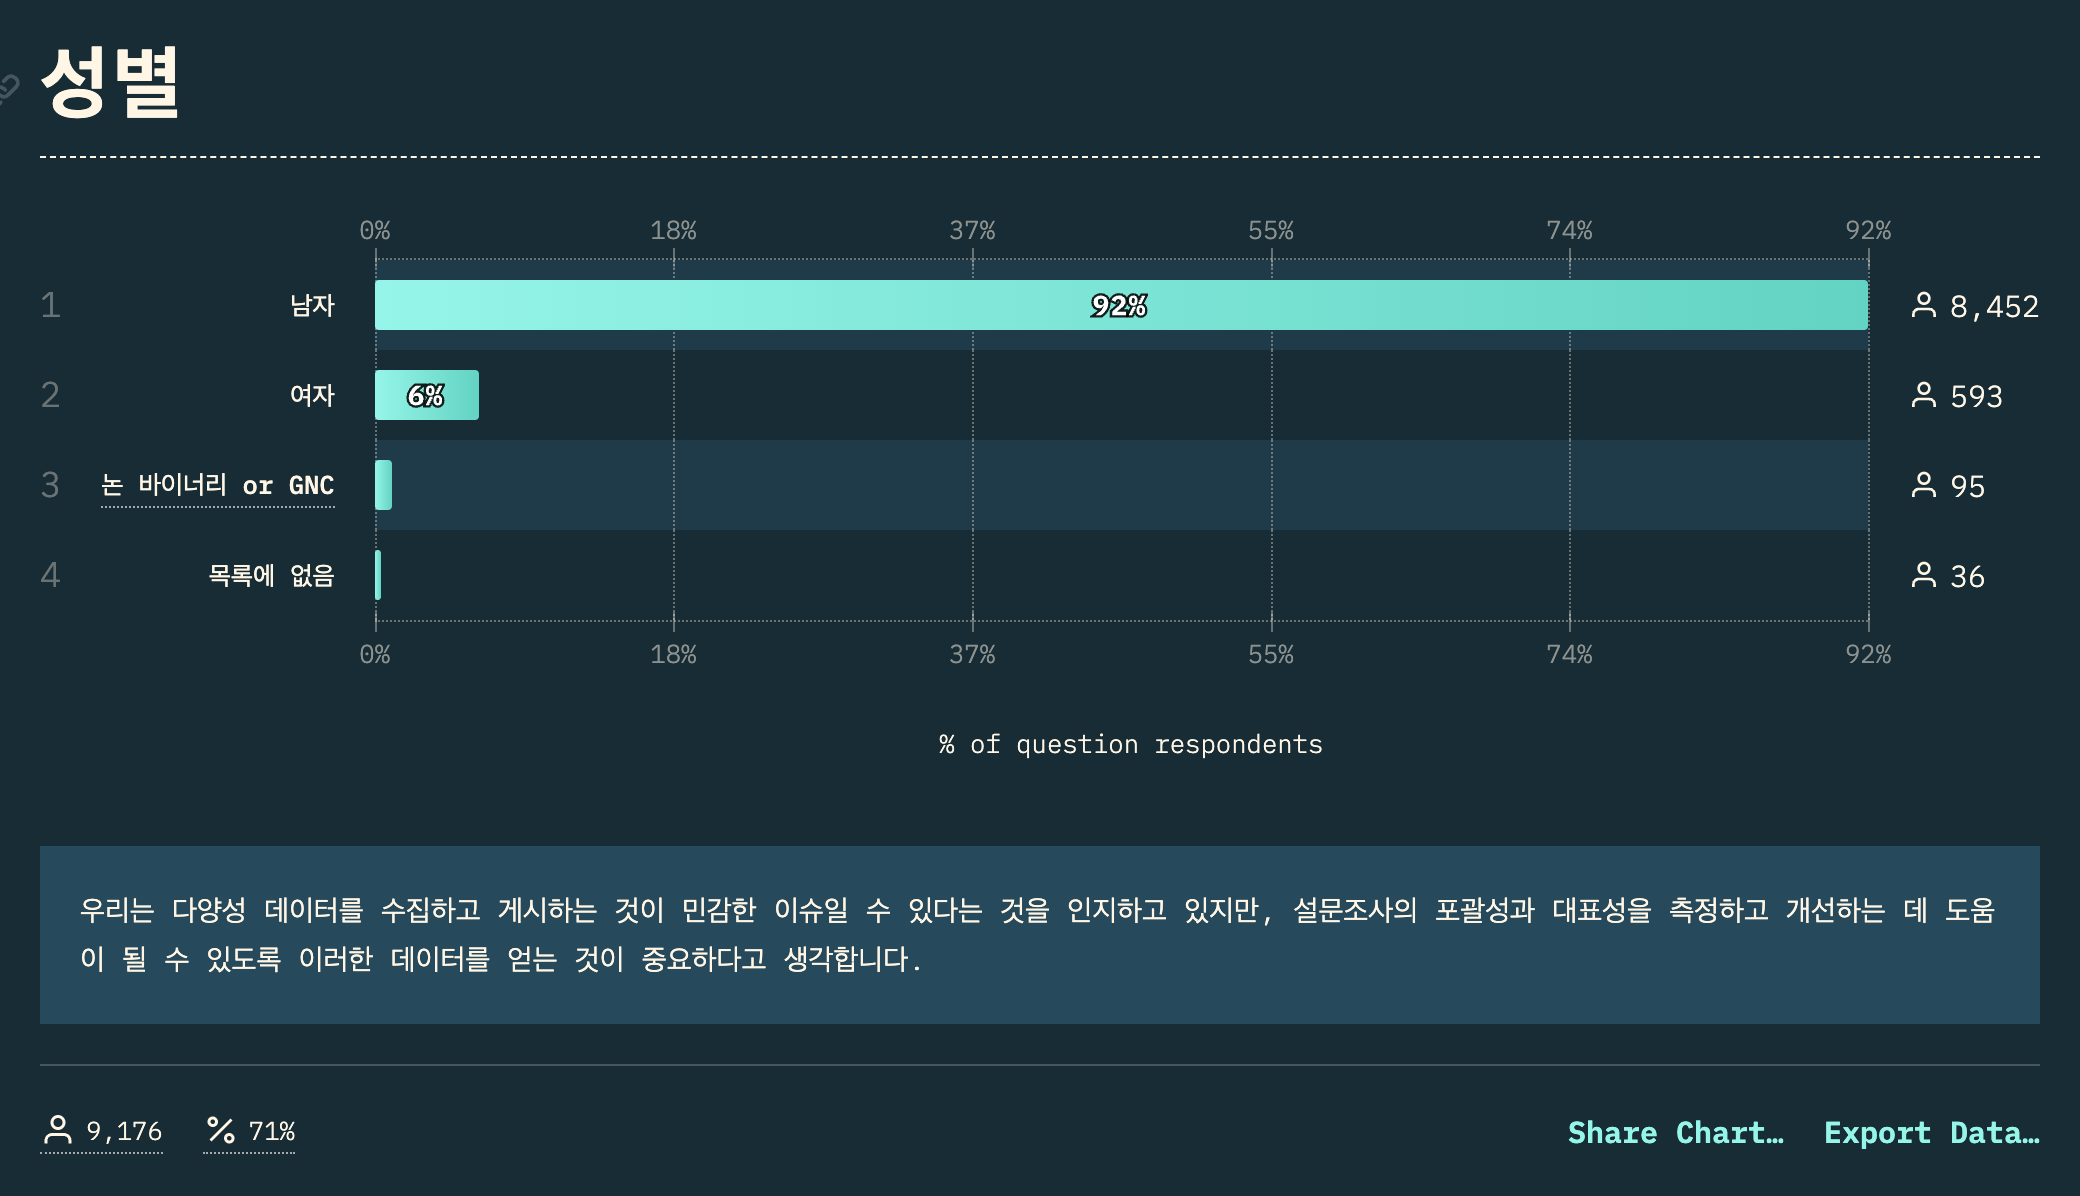 성별
0% 18% 37% 55% 74% 92%
1 남자 92% 8,452
2 여자 6% 593
3 논 바이너리 or GNC 95
4 목록에 없음 36
0% 18% 37% 55% 74% 92%
% of question respondents
우리는 다양성 데이터를 수집하고 게시하는 것이 민감한 이슈일 수 있다는 것을 인지하고 있지만, 설문조사의 포괄성과 대표성을 측정하고 개선하는 데 도움
이 될 수 있도록 이러한 데이터를 얻는 것이 중요하다고 생각합니다.
9,176 % 71% Share Chart… Export Data…